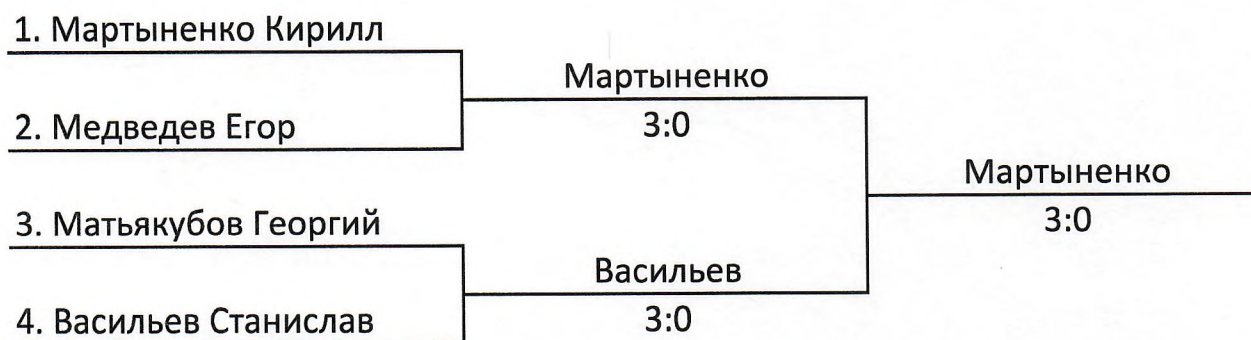 1. Мартыненко Кирилл
Мартыненко
2. Медведев Егор
3:0
Мартыненко
3. Матьякубов Георгий
3:0
Васильев
4. Васильев Станислав
3:0